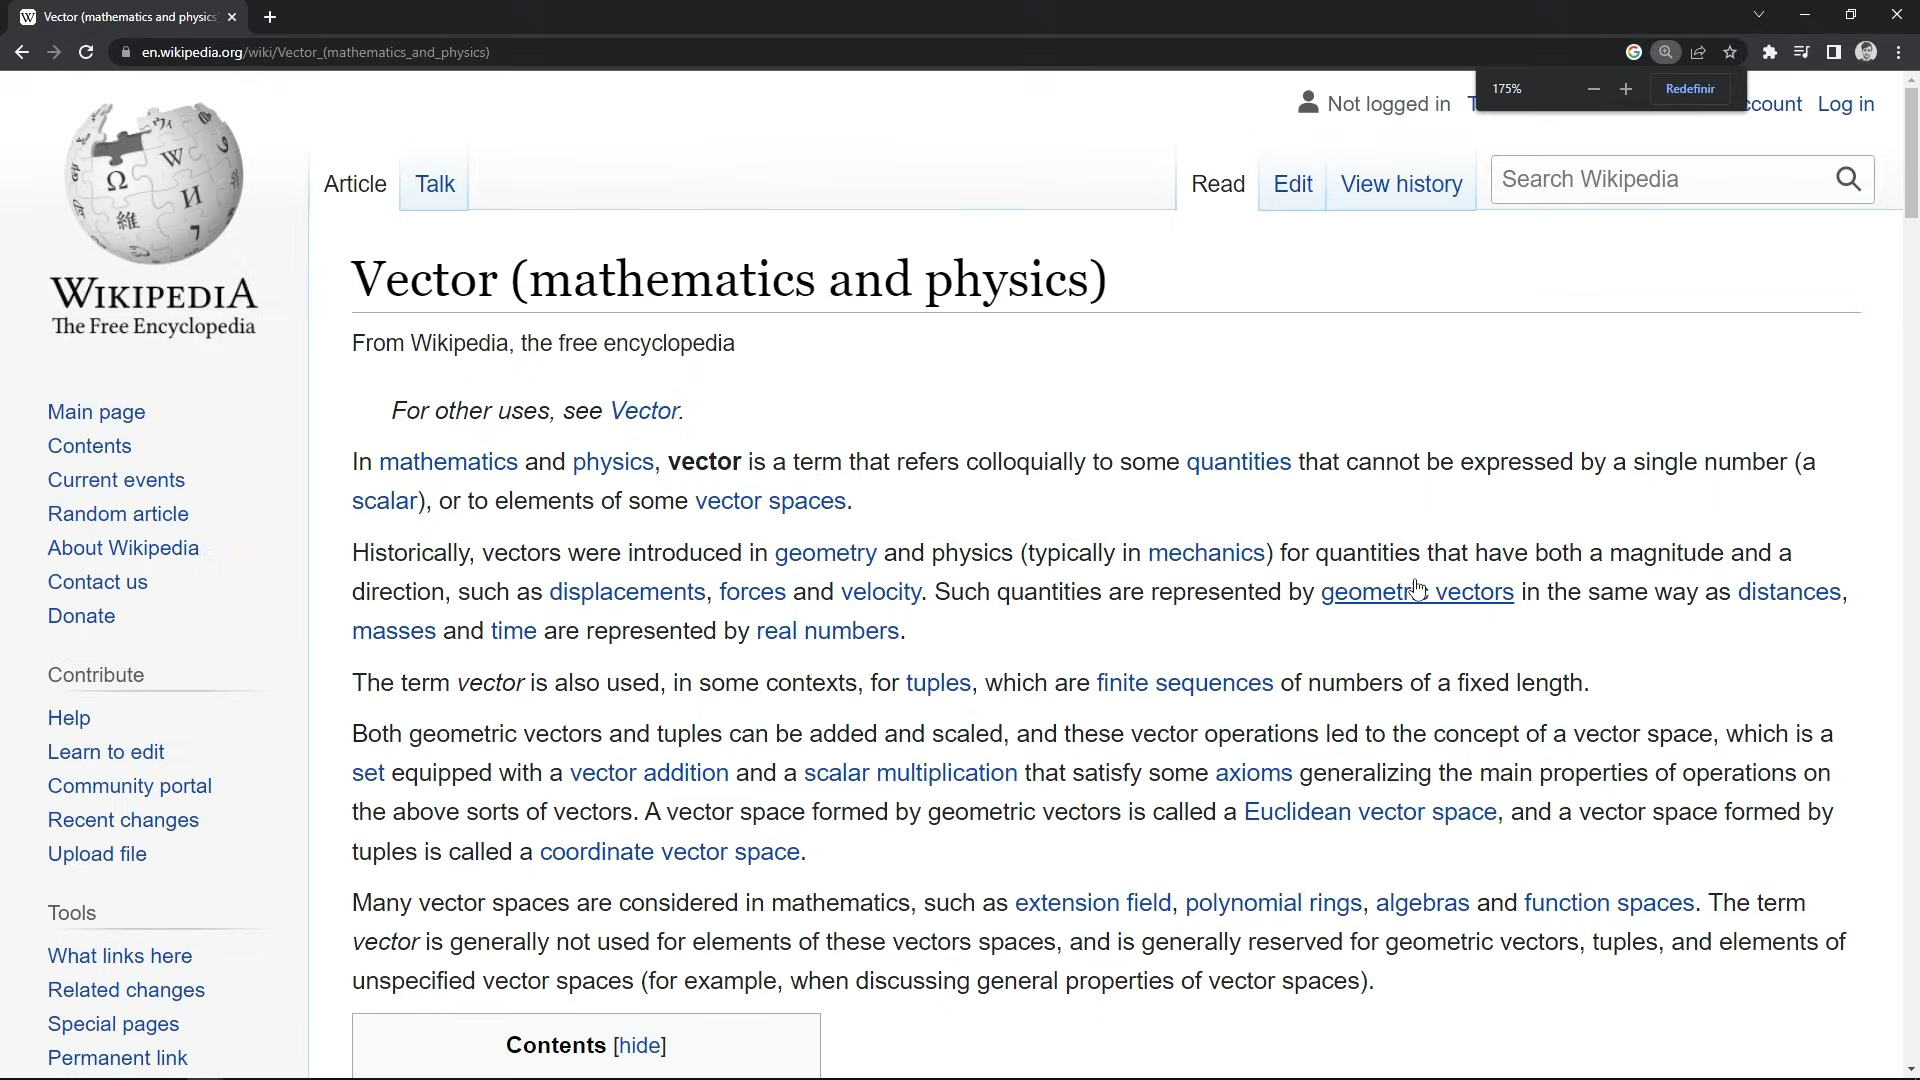 Vector (mathematics and physics
en.wikipedia.org/wiki/Vector_(mathematics_and_physics)
175%
Redefinir
Not logged in
Log in
WIKIPEDIA
The Free Encyclopedia
Article
Talk
Read
Edit
View history
Search Wikipedia
Vector (mathematics and physics)
From Wikipedia, the free encyclopedia
For other uses, see Vector.
In mathematics and physics, vector is a term that refers colloquially to some quantities that cannot be expressed by a single number (a
scalar), or to elements of some vector spaces.
Historically, vectors were introduced in geometry and physics (typically in mechanics) for quantities that have both a magnitude and a
direction, such as displacements, forces and velocity. Such quantities are represented by geometric vectors in the same way as distances,
masses and time are represented by real numbers.
The term vector is also used, in some contexts, for tuples, which are finite sequences of numbers of a fixed length.
Both geometric vectors and tuples can be added and scaled, and these vector operations led to the concept of a vector space, which is a
set equipped with a vector addition and a scalar multiplication that satisfy some axioms generalizing the main properties of operations on
the above sorts of vectors. A vector space formed by geometric vectors is called a Euclidean vector space, and a vector space formed by
tuples is called a coordinate vector space.
Many vector spaces are considered in mathematics, such as extension field, polynomial rings, algebras and function spaces. The term
vector is generally not used for elements of these vectors spaces, and is generally reserved for geometric vectors, tuples, and elements of
unspecified vector spaces (for example, when discussing general properties of vector spaces).
Contents [hide]
Main page
Contents
Current events
Random article
About Wikipedia
Contact us
Donate
Contribute
Help
Learn to edit
Community portal
Recent changes
Upload file
Tools
What links here
Related changes
Special pages
Permanent link